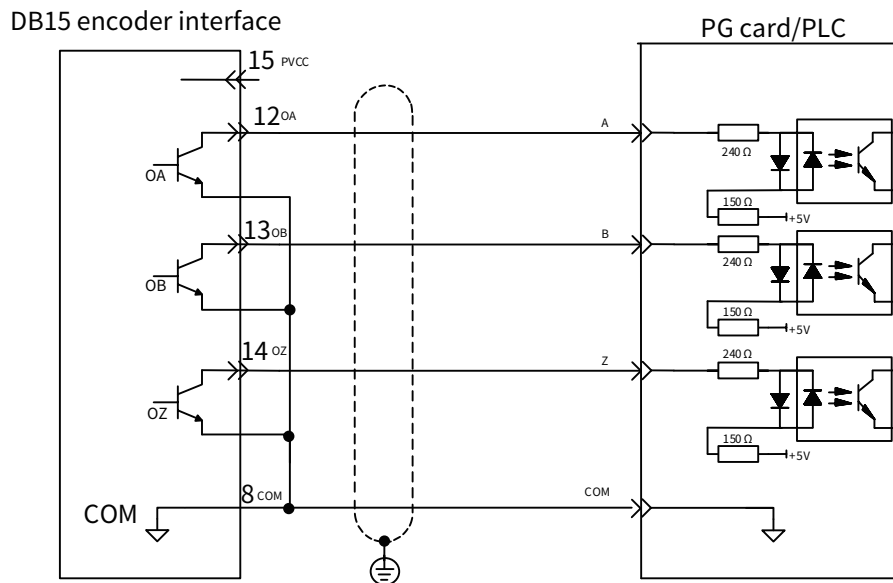 DB15 encoder interface
PG card/PLC
15 PVCC
12 OA
A
240 Ω
OA
150 Ω
+5V
13 OB
B
240 Ω
OB
150 Ω
+5V
14 OZ
Z
240 Ω
OZ
150 Ω
+5V
8 COM
COM
COM